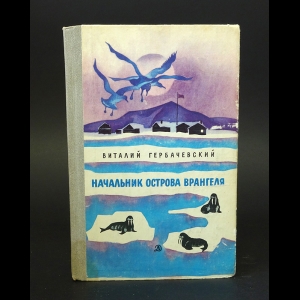 ВИТАЛИЙ ГЕРБАЧЕВСКИЙ
НАЧАЛЬНИК ОСТРОВА ВРАНГЕЛЯ